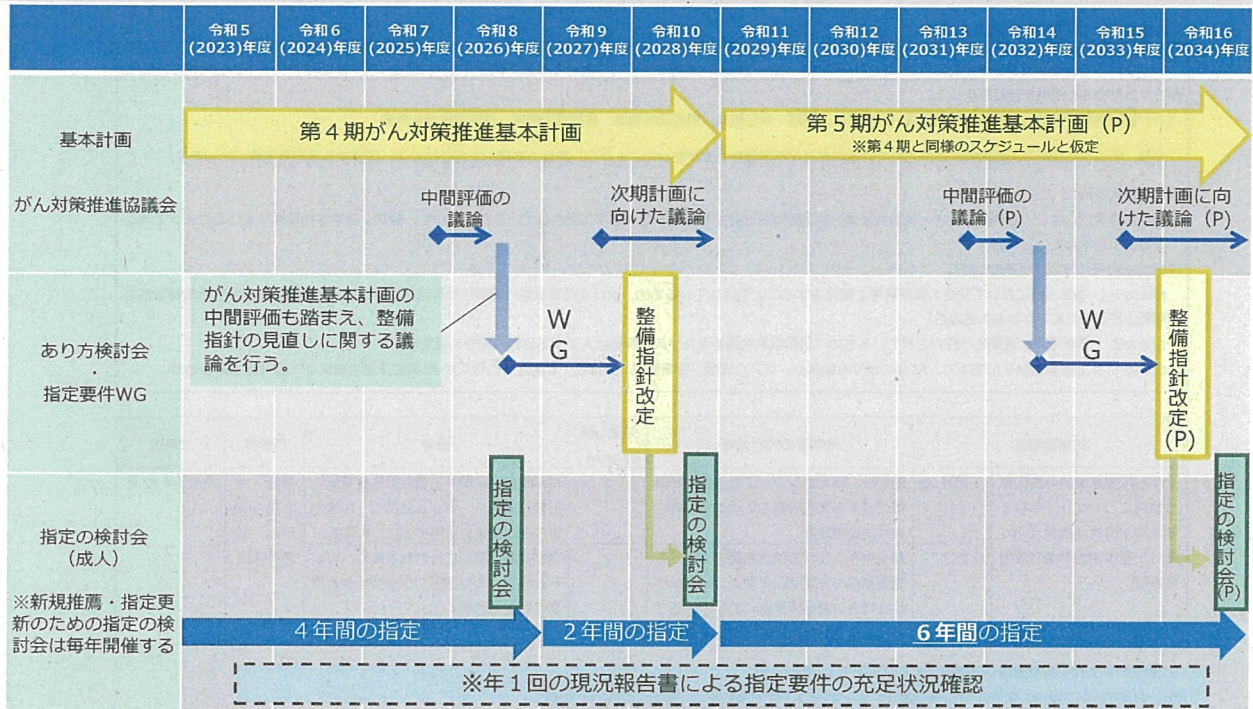 令和5
(2023)年度
令和6
(2024)年度
令和7
(2025)年度
令和8
(2026)年度
令和9
(2027)年度
令和10
(2028)年度
令和11
(2029)年度
令和12
(2030)年度
令和13
(2031)年度
令和14
(2032)年度
令和15
(2033)年度
令和16
(2034)年度
基本計画
がん対策推進協議会
第4期がん対策推進基本計画
第5期がん対策推進基本計画（P）
※第4期と同様のスケジュールと仮定
中間評価の
議論
次期計画に
向けた議論
中間評価の
議論（P）
次期計画に向
けた議論（P）
あり方検討会
・
指定要件WG
がん対策推進基本計画の
中間評価も踏まえ、整備
指針の見直しに関する議
論を行う。
WG
整備指針改定
WG
整備指針改定(P)
指定の検討会
（成人）
※新規推薦・指定更
新のための指定の検
討会は毎年開催する
指定の検討会
指定の検討会
指定の検討会(P)
4年間の指定
2年間の指定
6年間の指定
※年1回の現況報告書による指定要件の充足状況確認